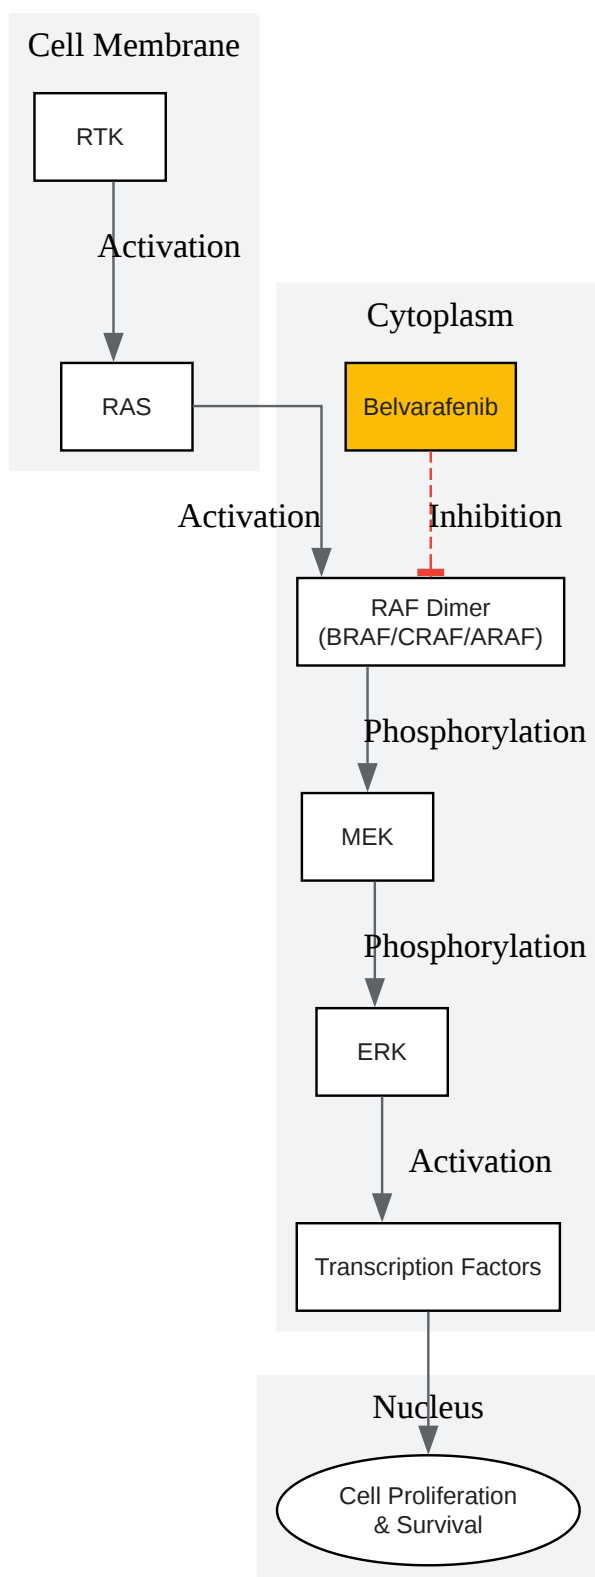 Cell Membrane
RTK
Activation
RAS
Cytoplasm
Belvarafenib
Activation
Inhibition
RAF Dimer
(BRAF/CRAF/ARAF)
Phosphorylation
MEK
Phosphorylation
ERK
Activation
Transcription Factors
Nucleus
Cell Proliferation
& Survival